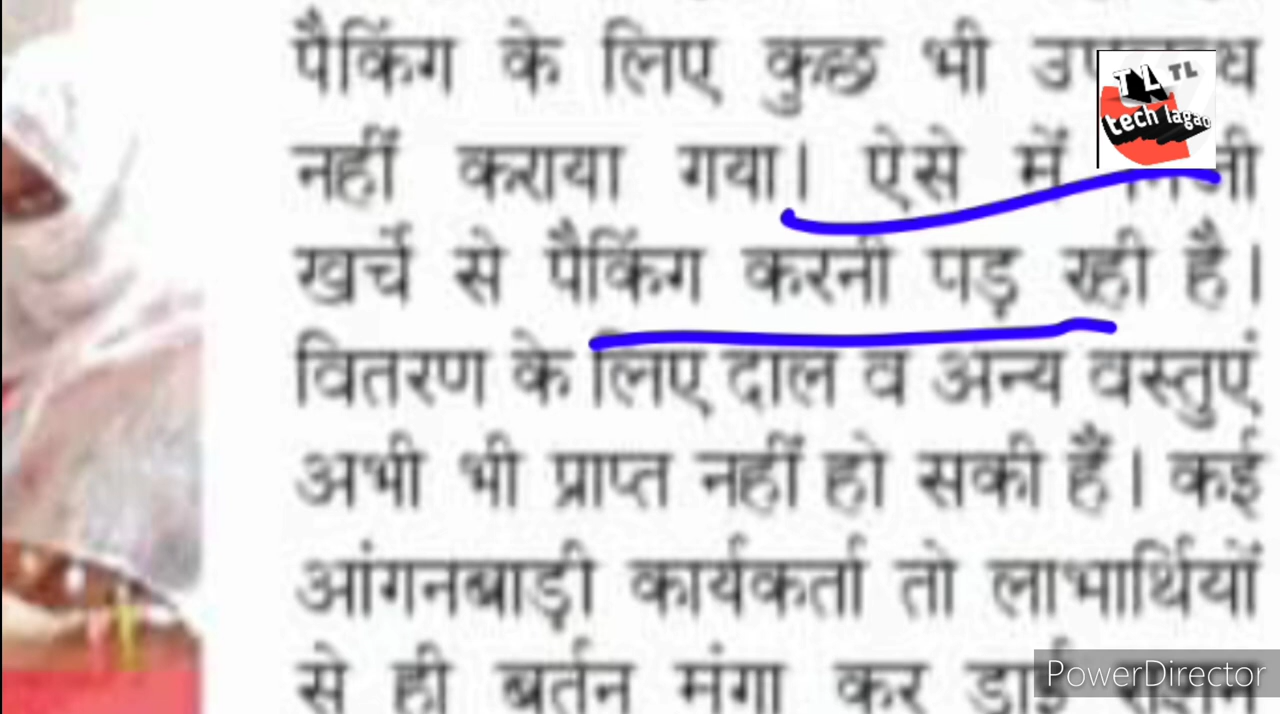 पैकिंग के लिए कुछ भी
नहीं कराया गया। ऐसे में
खर्चे से पैकिंग करनी पड़ रही है।
वितरण के लिए दाल व अन्य वस्तुएं
अभी भी प्राप्त नहीं हो सकी हैं। कई
आंगनबाड़ी कार्यकर्ता तो लाभार्थियों
से ही बर्तन मंगा कर
TL TL
tech lagao
PowerDirector